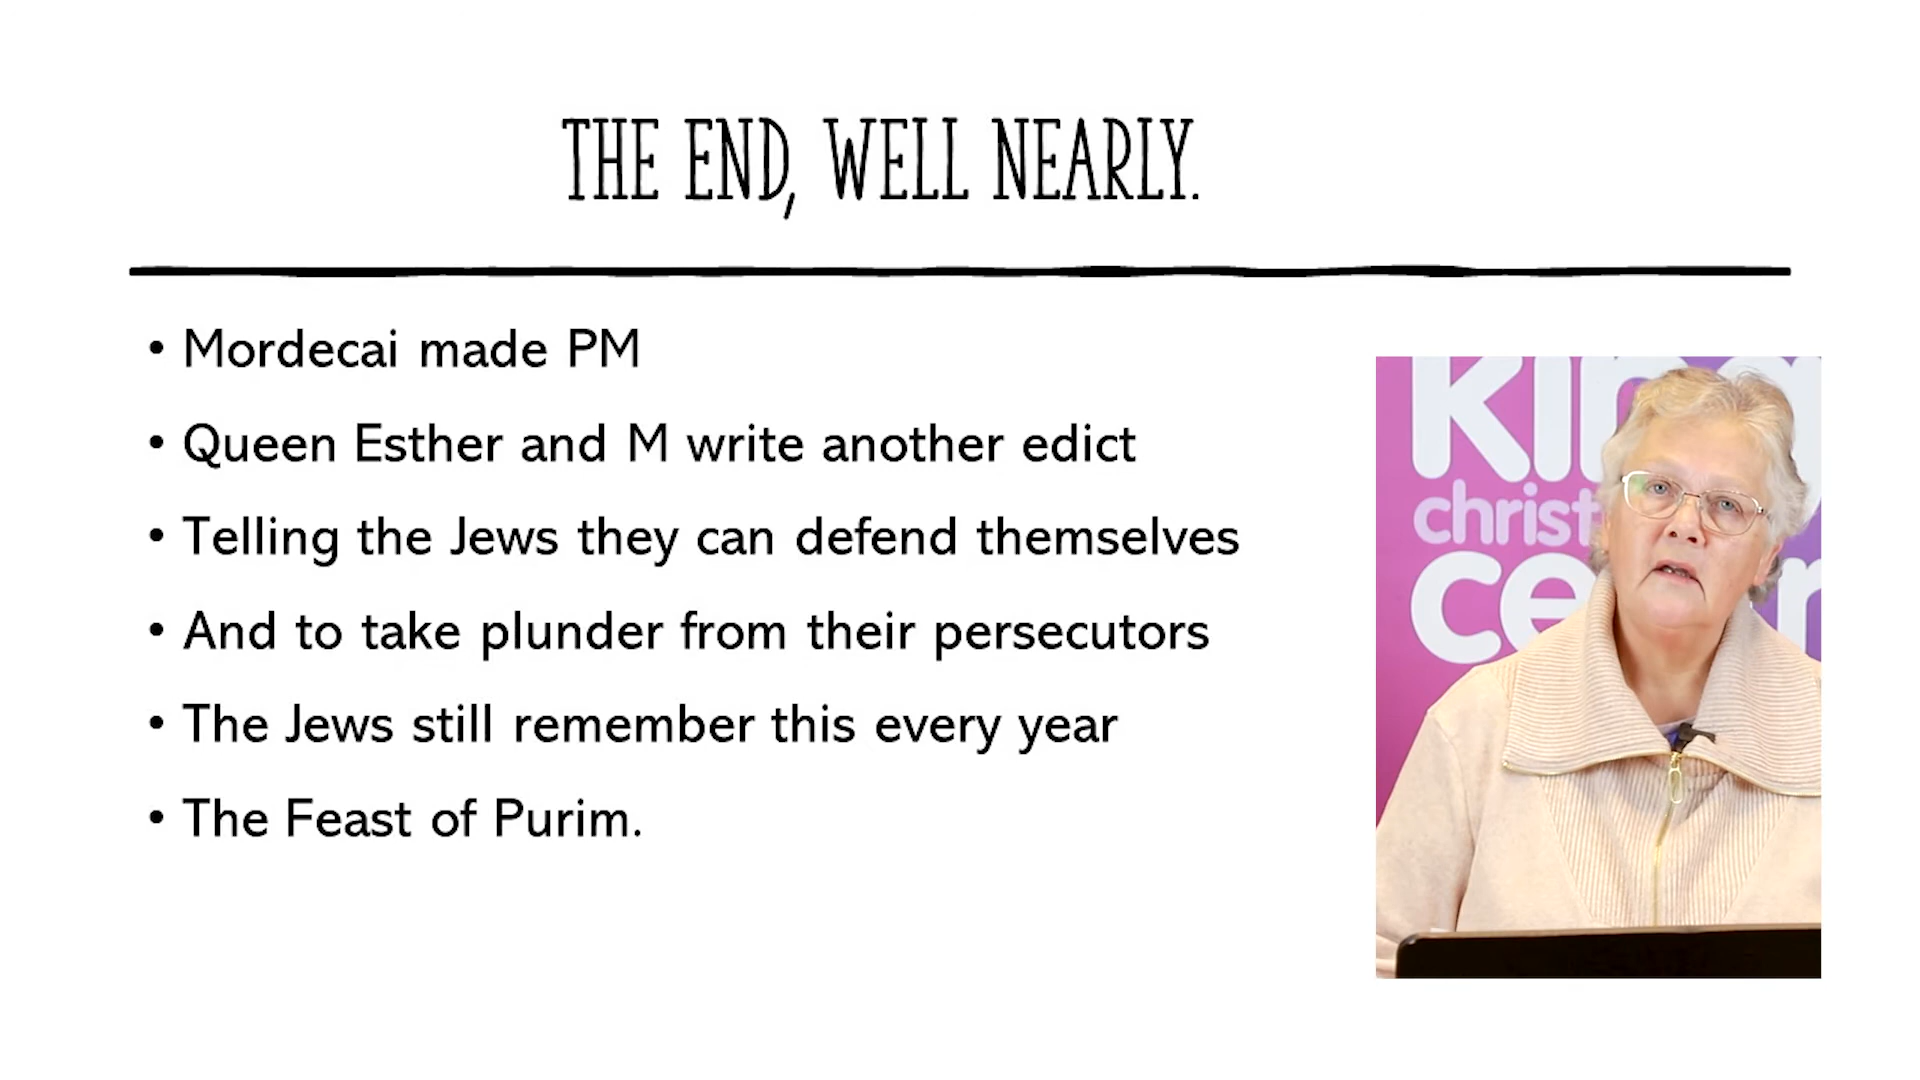 THE END, WELL NEARLY.
• Mordecai made PM
• Queen Esther and M write another edict
• Telling the Jews they can defend themselves
• And to take plunder from their persecutors
• The Jews still remember this every year
• The Feast of Purim.